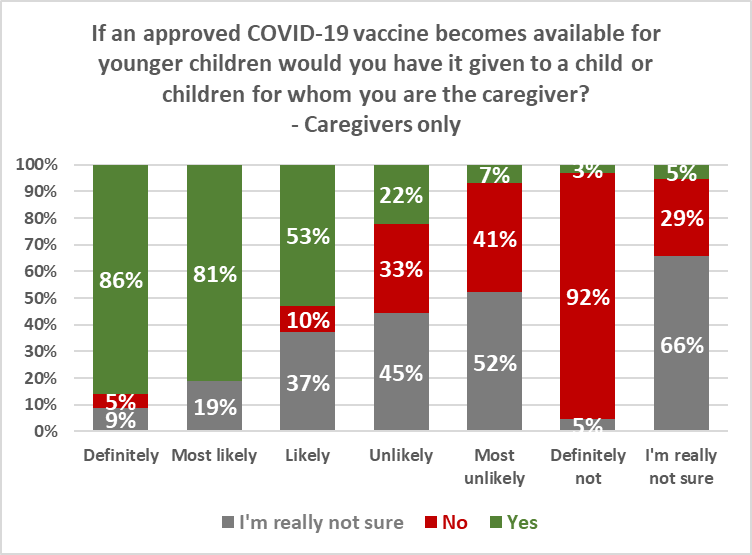 If an approved COVID-19 vaccine becomes available for
younger children would you have it given to a child or
children for whom you are the caregiver?
- Caregivers only
100%
90%
80%
70%
60%
50%
40%
30%
20%
10%
0%
86%
5%
9%
81%
19%
53%
10%
37%
22%
33%
45%
7%
41%
52%
3%
92%
5%
5%
29%
66%
Definitely
Most likely
Likely
Unlikely
Most
unlikely
Definitely
not
I'm really
not sure
I'm really not sure
No
Yes